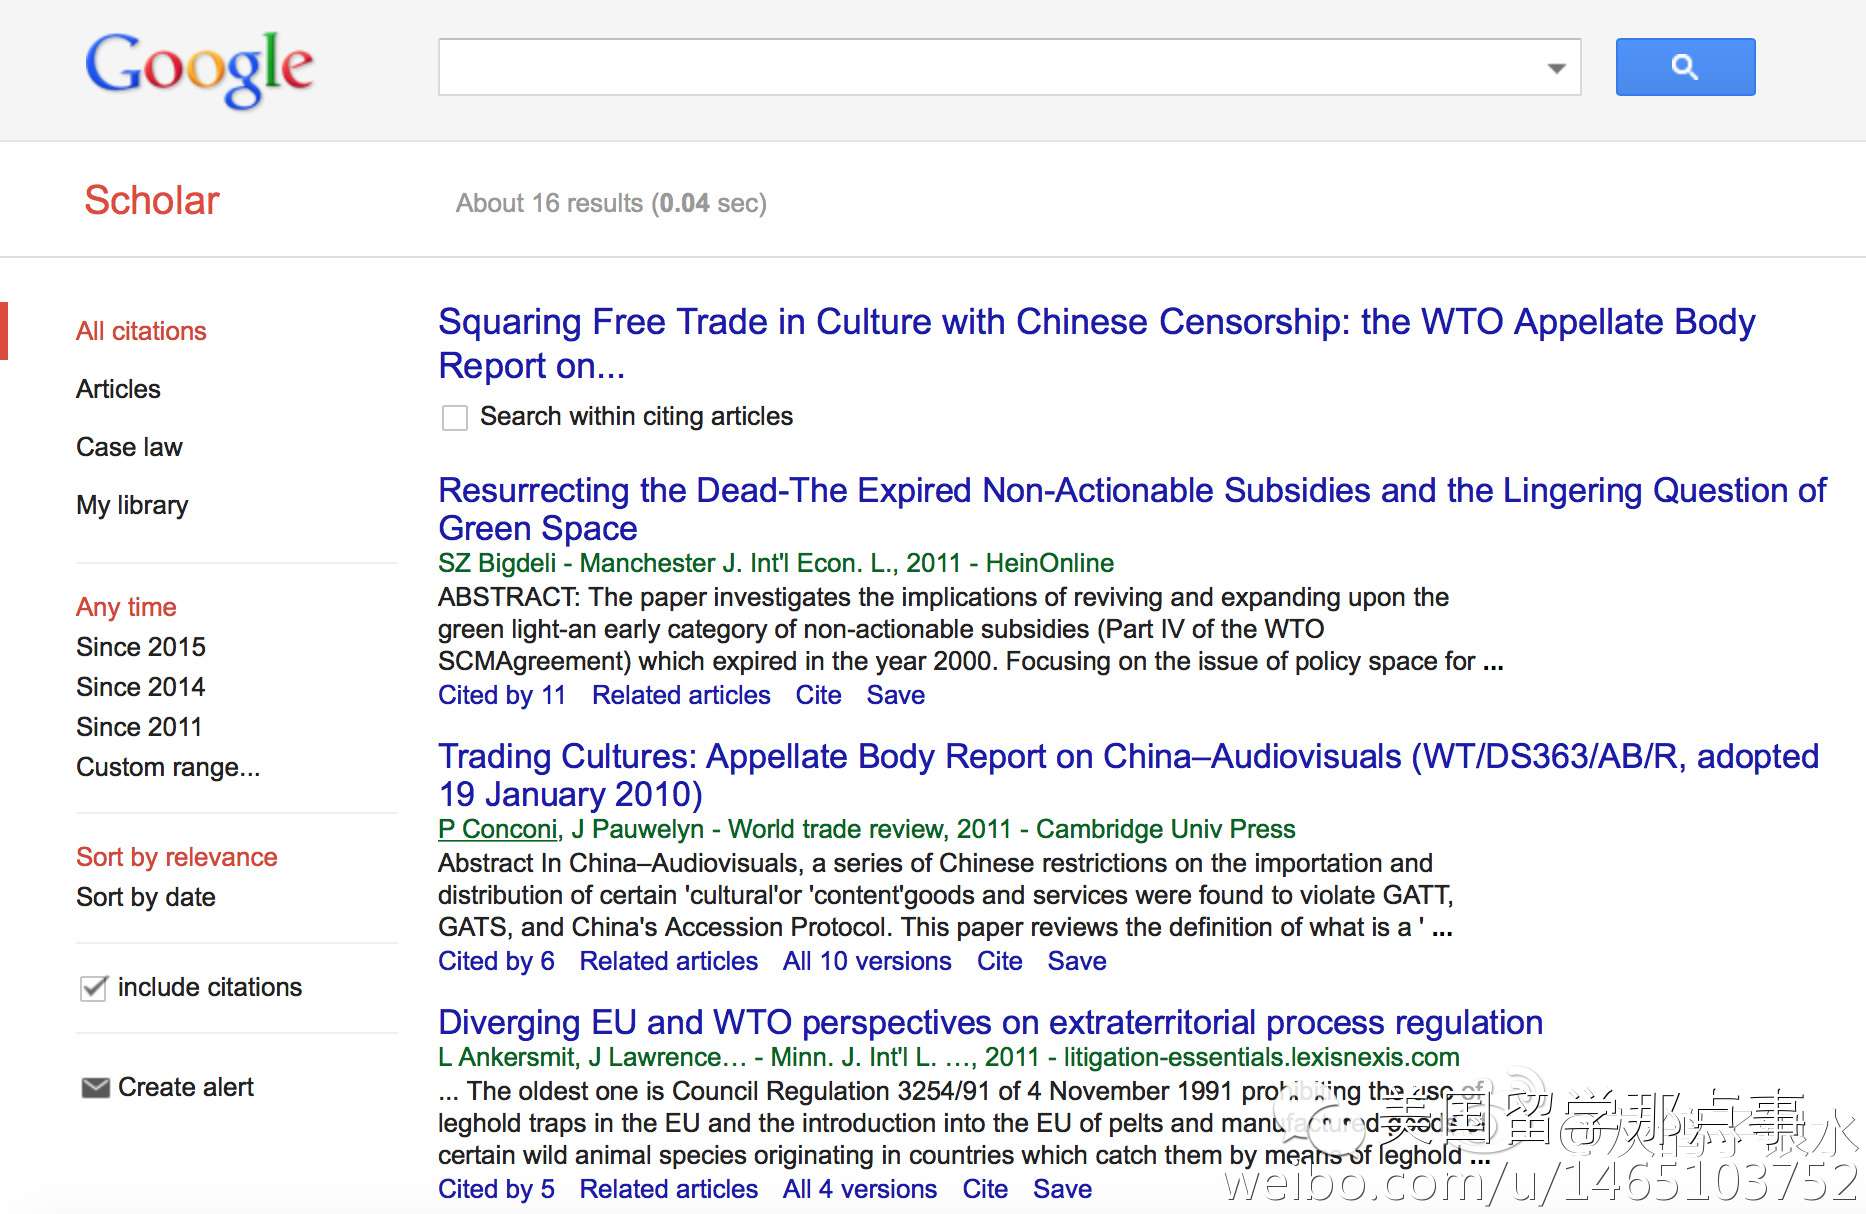 Google
Scholar
About 16 results (0.04 sec)
All citations
Articles
Case law
My library
Any time
Since 2015
Since 2014
Since 2011
Custom range...
Sort by relevance
Sort by date
include citations
Create alert
Squaring Free Trade in Culture with Chinese Censorship: the WTO Appellate Body
Report on...
Search within citing articles
Resurrecting the Dead-The Expired Non-Actionable Subsidies and the Lingering Question of
Green Space
SZ Bigdeli - Manchester J. Int'l Econ. L., 2011 - HeinOnline
ABSTRACT: The paper investigates the implications of reviving and expanding upon the
green light-an early category of non-actionable subsidies (Part IV of the WTO
SCMAgreement) which expired in the year 2000. Focusing on the issue of policy space for ...
Cited by 11 Related articles Cite Save
Trading Cultures: Appellate Body Report on China–Audiovisuals (WT/DS363/AB/R, adopted
19 January 2010)
P Conconi, J Pauwelyn - World trade review, 2011 - Cambridge Univ Press
Abstract In China–Audiovisuals, a series of Chinese restrictions on the importation and
distribution of certain 'cultural'or 'content'goods and services were found to violate GATT,
GATS, and China's Accession Protocol. This paper reviews the definition of what is a ' ...
Cited by 6 Related articles All 10 versions Cite Save
Diverging EU and WTO perspectives on extraterritorial process regulation
L Ankersmit, J Lawrence… - Minn. J. Int'l L. …, 2011 - litigation-essentials.lexisnexis.com
... The oldest one is Council Regulation 3254/91 of 4 November 1991 prohibiting the use of
leghold traps in the EU and the introduction into the EU of pelts and manufactured goods of
certain wild animal species originating in countries which catch them by means of leghold ...
Cited by 5 Related articles All 4 versions Cite Save
美国留学那点事
weibo.com/u/1465103752